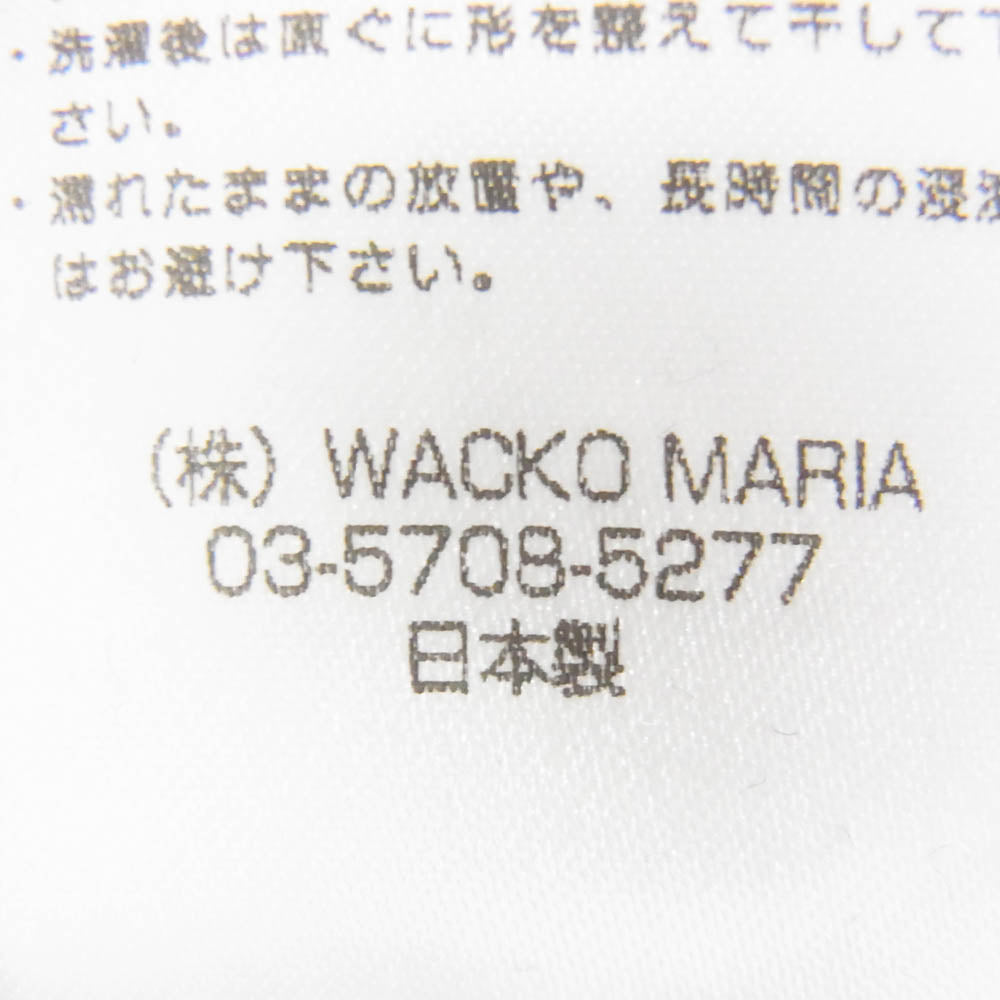 ・洗濯後は直ぐに形を整えて干して下
さい。
・濡れたままの放置や、長時間の浸漬
はお避け下さい。
(株) WACKO MARIA
03-5708-5277
日本製